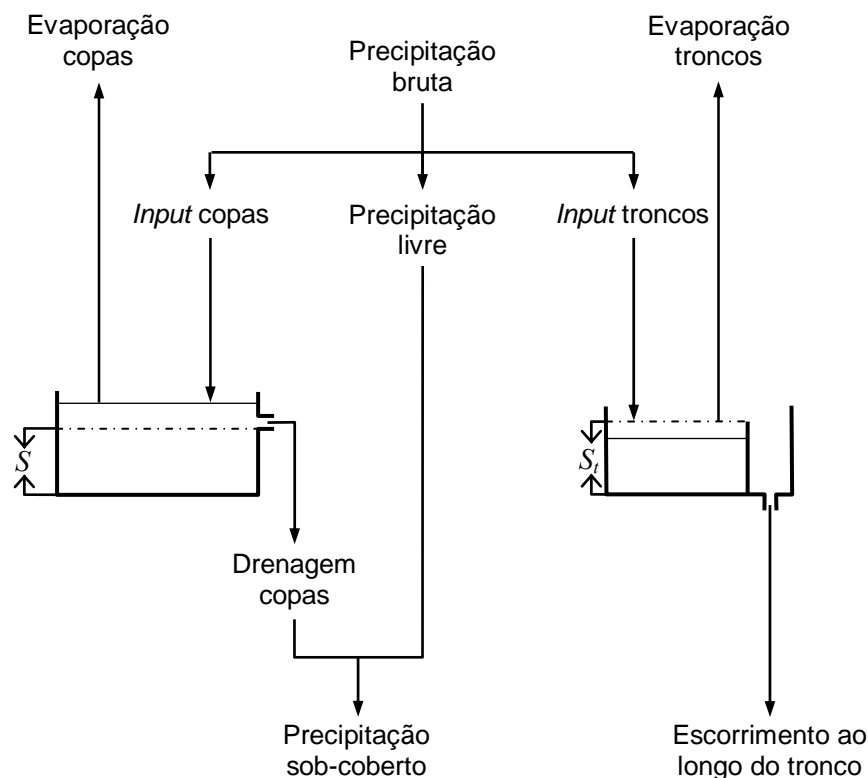 Evaporação
copas
Precipitação
bruta
Evaporação
troncos
Input copas
Precipitação
livre
Input troncos
S
S_t
Drenagem
copas
Precipitação
sob-coberto
Escorrimento ao
longo do tronco